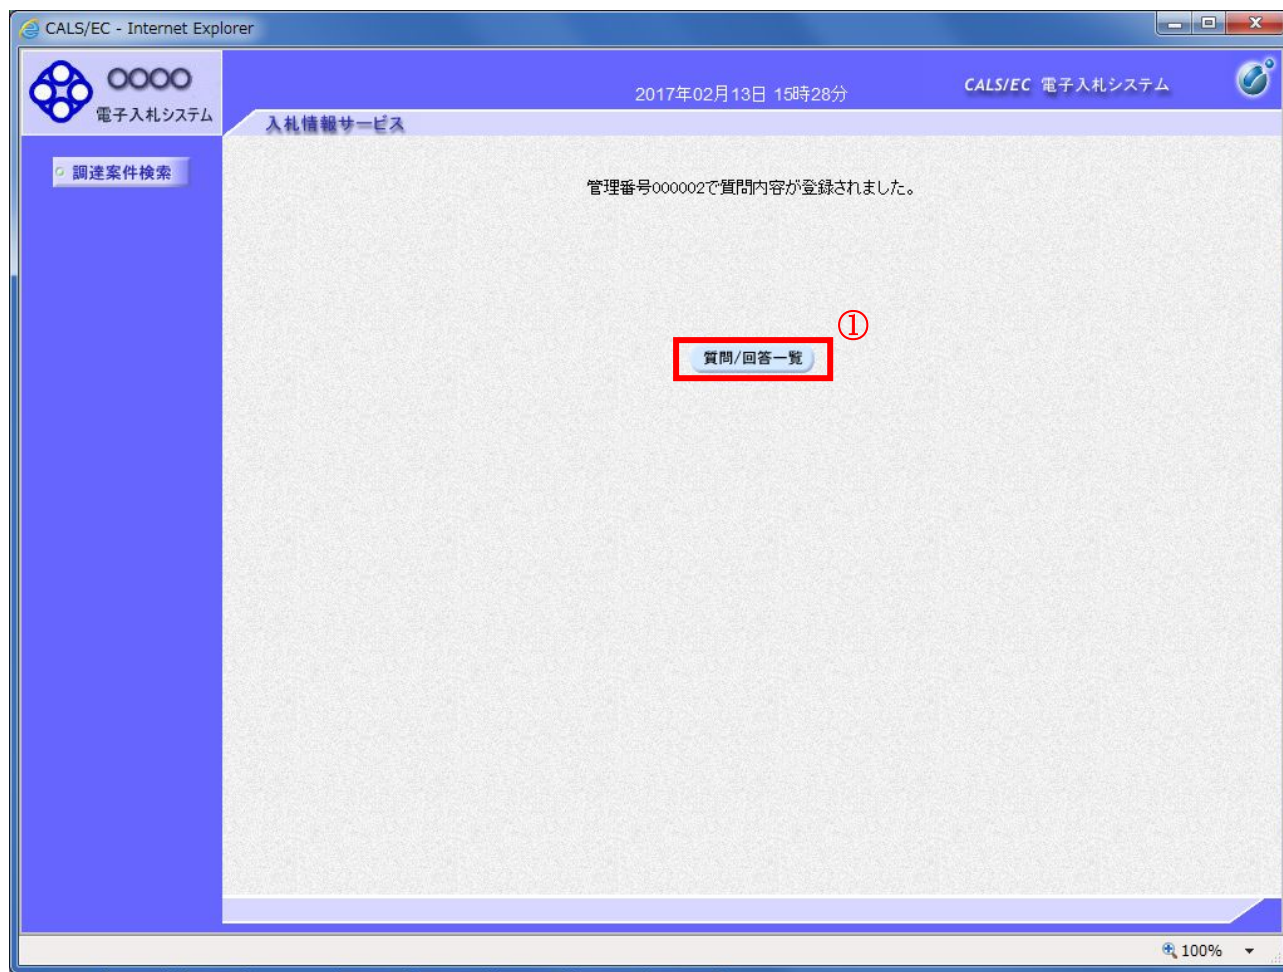 CALS/EC - Internet Explorer
○○○○
電子入札システム
2017年02月13日 15時28分
CALS/EC 電子入札システム
入札情報サービス
調達案件検索
管理番号000002で質問内容が登録されました。
①
質問/回答一覧
100%